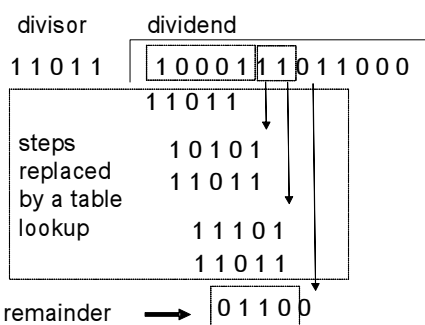 divisor dividend
1 1 0 1 1 1 0 0 0 1 1 1 0 1 1 0 0 0
1 1 0 1 1
steps
replaced
by a table
lookup
1 0 1 0 1
1 1 0 1 1
1 1 1 0 1
1 1 0 1 1
remainder 0 1 1 0 0